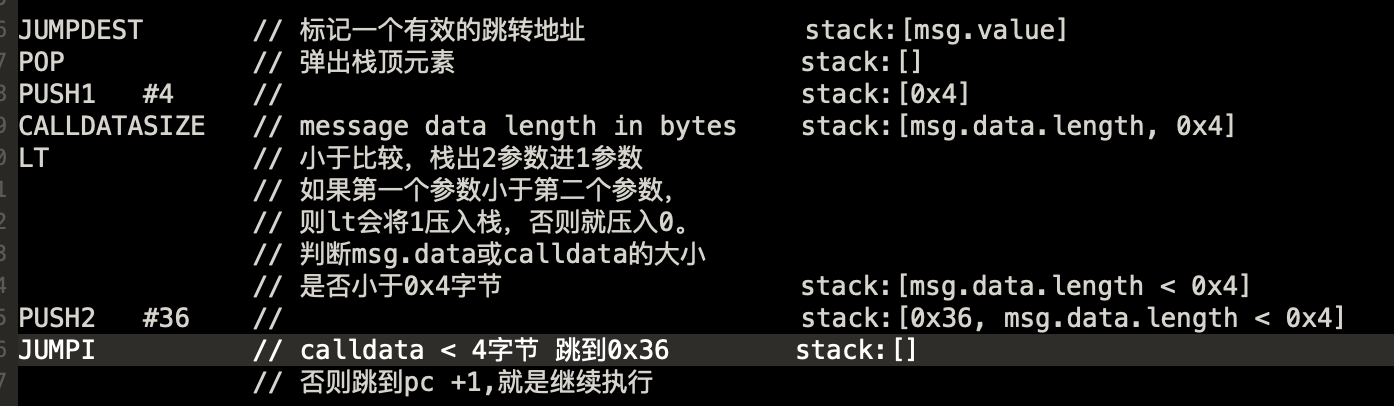 JUMPDEST // 标记一个有效的跳转地址 stack:[msg.value]
POP // 弹出栈顶元素 stack:[]
PUSH1 #4 // stack:[0x4]
CALLDATASIZE // message data length in bytes stack:[msg.data.length, 0x4]
LT // 小于比较，栈出2参数进1参数
// 如果第一个参数小于第二个参数，
// 则lt会将1压入栈，否则就压入0。
// 判断msg.data或calldata的大小
// 是否小于0x4字节 stack:[msg.data.length < 0x4]
PUSH2 #36 // stack:[0x36, msg.data.length < 0x4]
JUMPI // calldata < 4字节 跳到0x36 stack:[]
// 否则跳到pc +1,就是继续执行